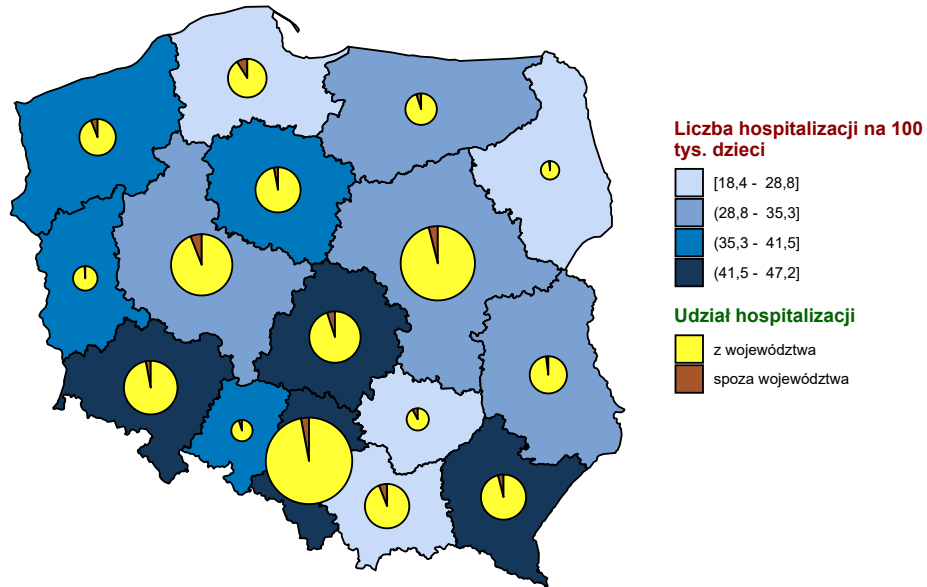 Liczba hospitalizacji na 100
tys. dzieci
[18,4 - 28,8]
(28,8 - 35,3]
(35,3 - 41,5]
(41,5 - 47,2]
Udział hospitalizacji
z województwa
spoza województwa